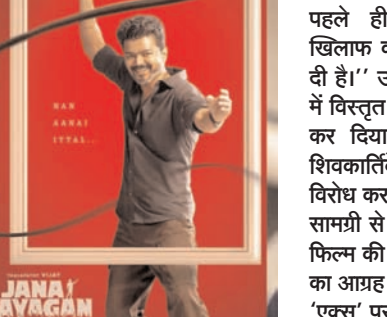 NAN
AANAI
ITTAL...
JANA
NAYAGAN
पहले ही
खिलाफ
दी है।'' उ
में विस्तृत
कर दिया
शिवकार्ति
विरोध कर
सामग्री से
फिल्म की
का आग्रह
'एक्स' पर